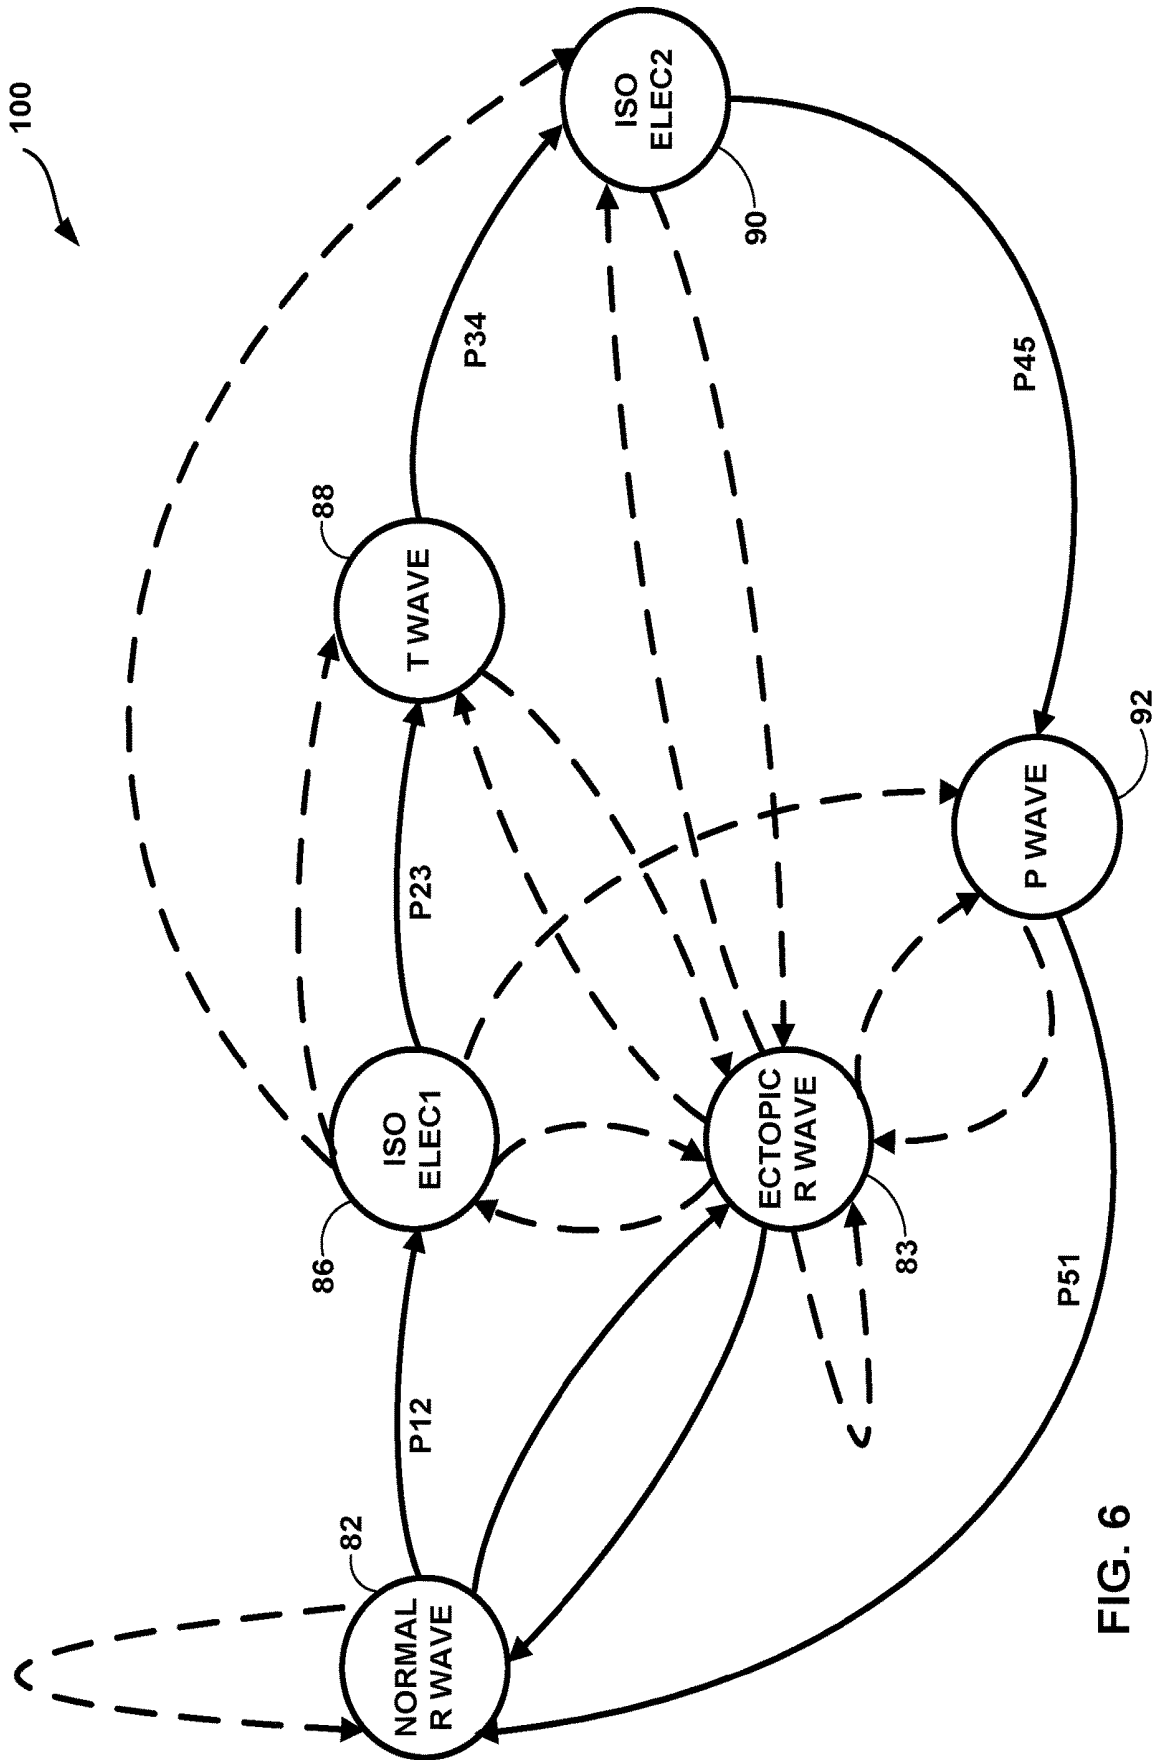 100
82
NORMAL
R WAVE
P12
86
ISO
ELEC1
P23
88
T WAVE
P34
ISO
ELEC2
90
P45
ECTOPIC
R WAVE
83
P WAVE
92
P51
FIG. 6